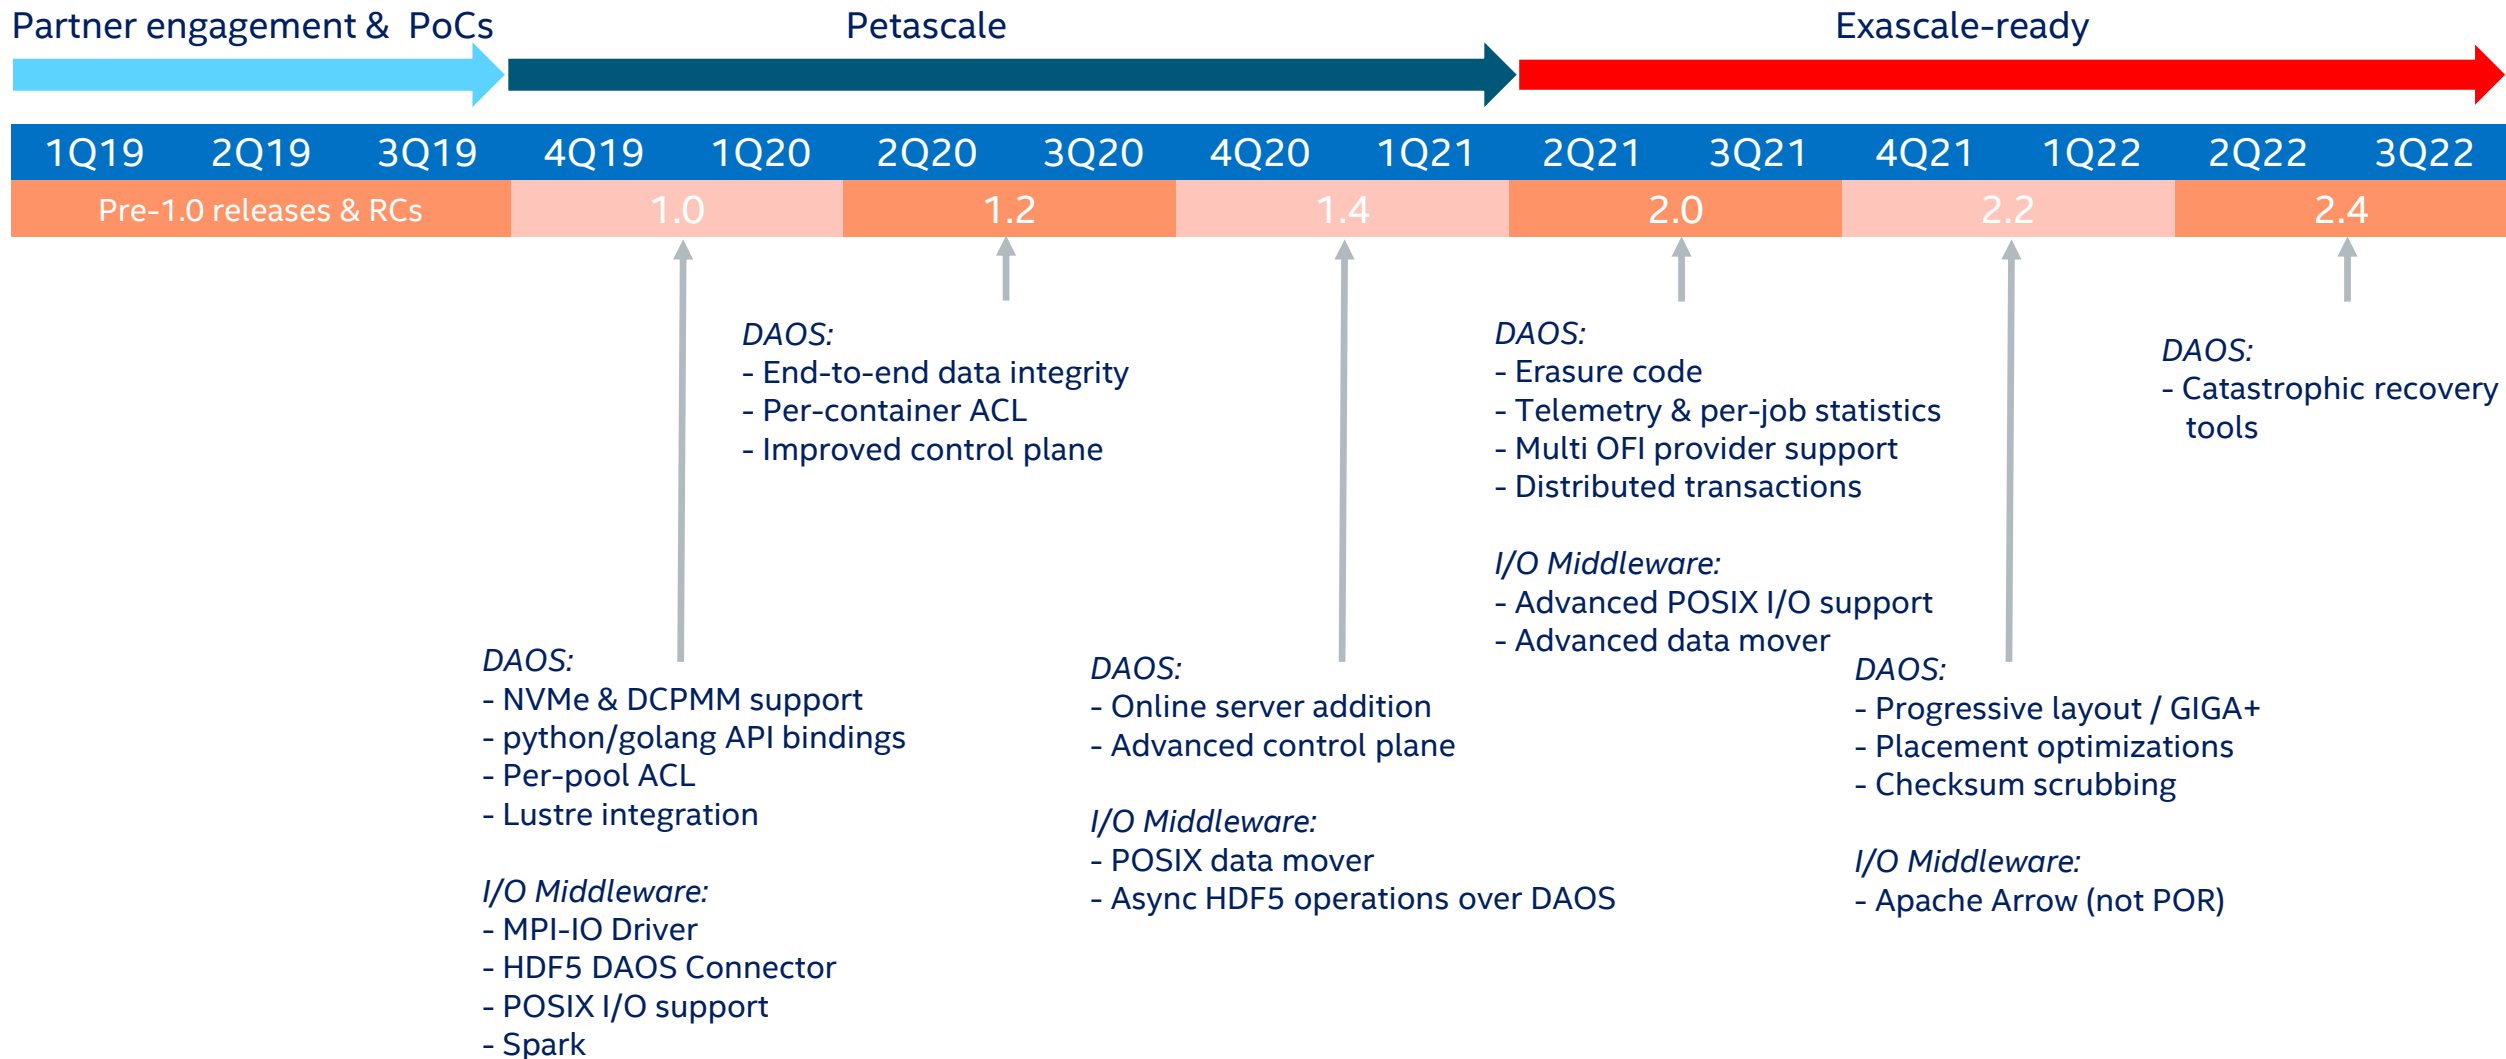 Partner engagement & PoCs
Petascale
Exascale-ready
1Q19 2Q19 3Q19 4Q19 1Q20 2Q20 3Q20 4Q20 1Q21 2Q21 3Q21 4Q21 1Q22 2Q22 3Q22
Pre-1.0 releases & RCs 1.0 1.2 1.4 2.0 2.2 2.4
DAOS:
- NVMe & DCPMM support
- python/golang API bindings
- Per-pool ACL
- Lustre integration
I/O Middleware:
- MPI-IO Driver
- HDF5 DAOS Connector
- POSIX I/O support
- Spark
DAOS:
- End-to-end data integrity
- Per-container ACL
- Improved control plane
DAOS:
- Online server addition
- Advanced control plane
I/O Middleware:
- POSIX data mover
- Async HDF5 operations over DAOS
DAOS:
- Erasure code
- Telemetry & per-job statistics
- Multi OFI provider support
- Distributed transactions
I/O Middleware:
- Advanced POSIX I/O support
- Advanced data mover
DAOS:
- Progressive layout / GIGA+
- Placement optimizations
- Checksum scrubbing
I/O Middleware:
- Apache Arrow (not POR)
DAOS:
- Catastrophic recovery
tools